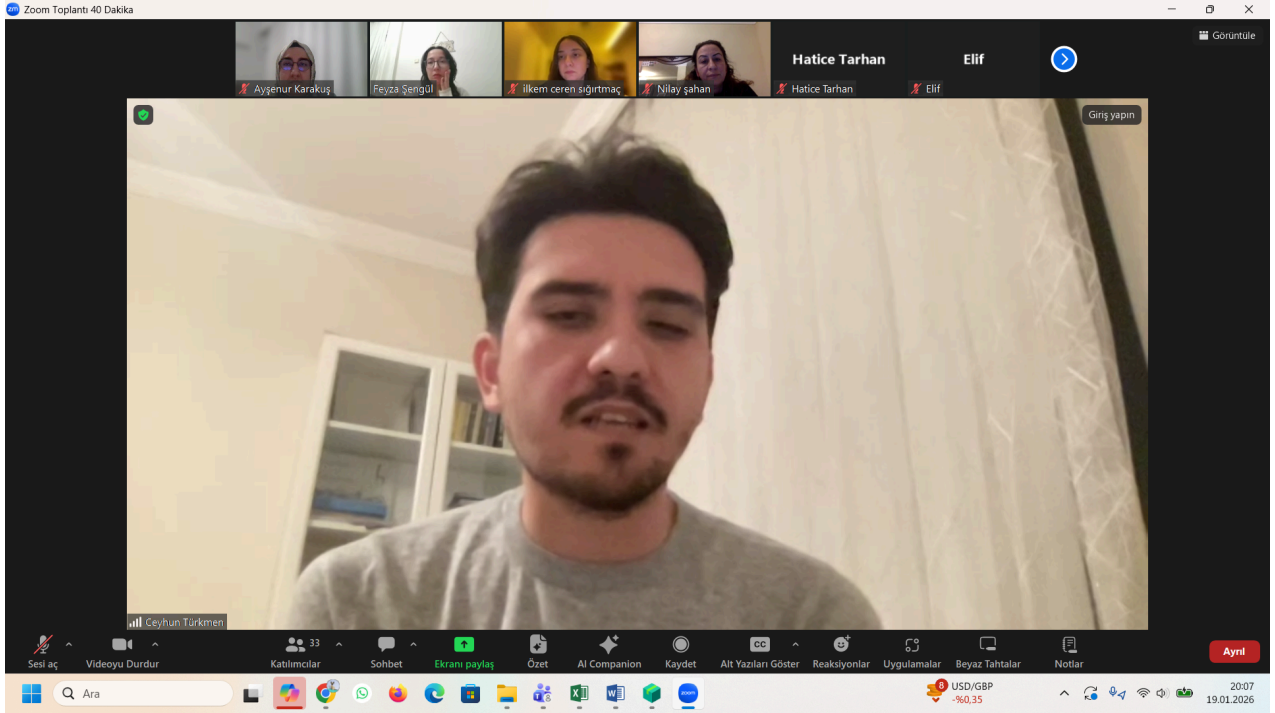 zm Zoom Toplantı 40 Dakika
Görüntüle
Hatice Tarhan
Elif
Ayşenur Karakuş
Feyza Şengül
ilkem ceren sığırtmaç
Nilay şahan
Hatice Tarhan
Elif
Giriş yapın
Ceyhun Türkmen
33
CC
Sesi aç
Videoyu Durdur
Katılımcılar
Sohbet
Ekranı paylaş
Özet
AI Companion
Kaydet
Alt Yazıları Göster
Reaksiyonlar
Uygulamalar
Beyaz Tahtalar
Notlar
Ayrıl
Ara
zoom
8
USD/GBP
-%0,35
20:07
19.01.2026